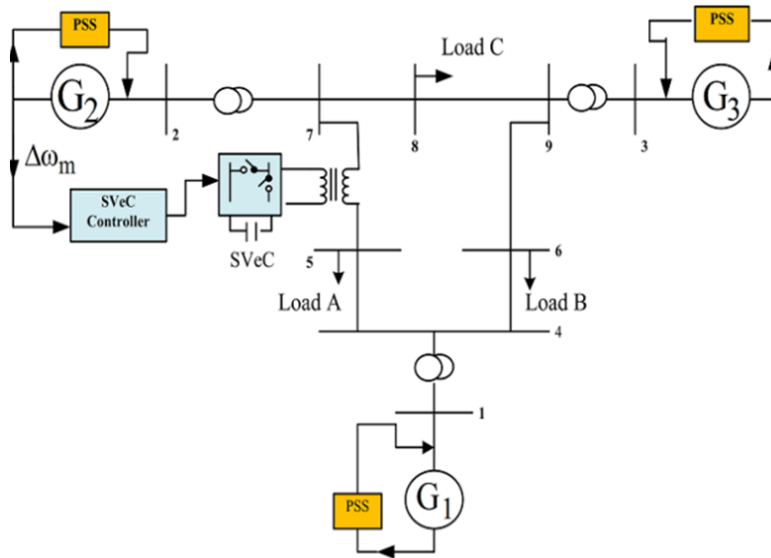 PSS
PSS
G2
G3
Load C
2
7
8
9
3
Δωm
SVeC
Controller
SVeC
5
6
Load A
Load B
4
1
PSS
G1